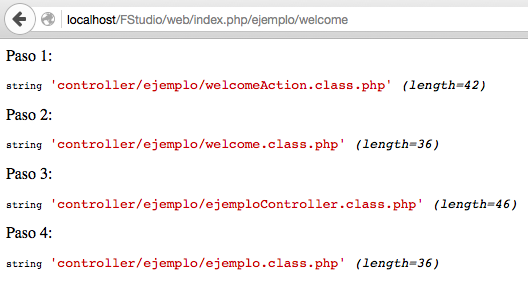 localhost/FStudio/web/index.php/ejemplo/welcome
Paso 1:
string 'controller/ejemplo/welcomeAction.class.php' (length=42)
Paso 2:
string 'controller/ejemplo/welcome.class.php' (length=36)
Paso 3:
string 'controller/ejemplo/ejemploController.class.php' (length=46)
Paso 4:
string 'controller/ejemplo/ejemplo.class.php' (length=36)